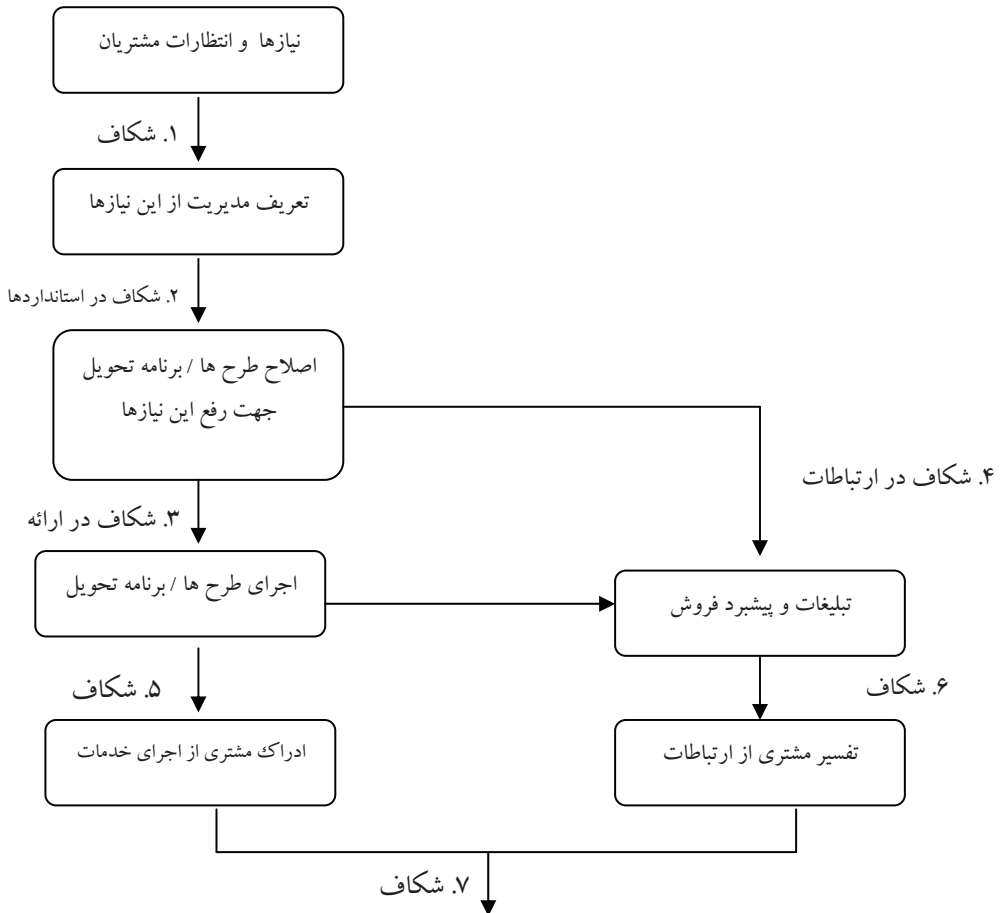 نیازها و انتظارات مشتریان
۱. شکاف
تعریف مدیریت از این نیازها
۲. شکاف در استانداردها
اصلاح طرح ها / برنامه تحویل
جهت رفع این نیازها
۴. شکاف در ارتباطات
۳. شکاف در ارائه
اجرای طرح ها / برنامه تحویل
تبلیغات و پیشبرد فروش
۵. شکاف
۶. شکاف
ادراک مشتری از اجرای خدمات
تفسیر مشتری از ارتباطات
۷. شکاف